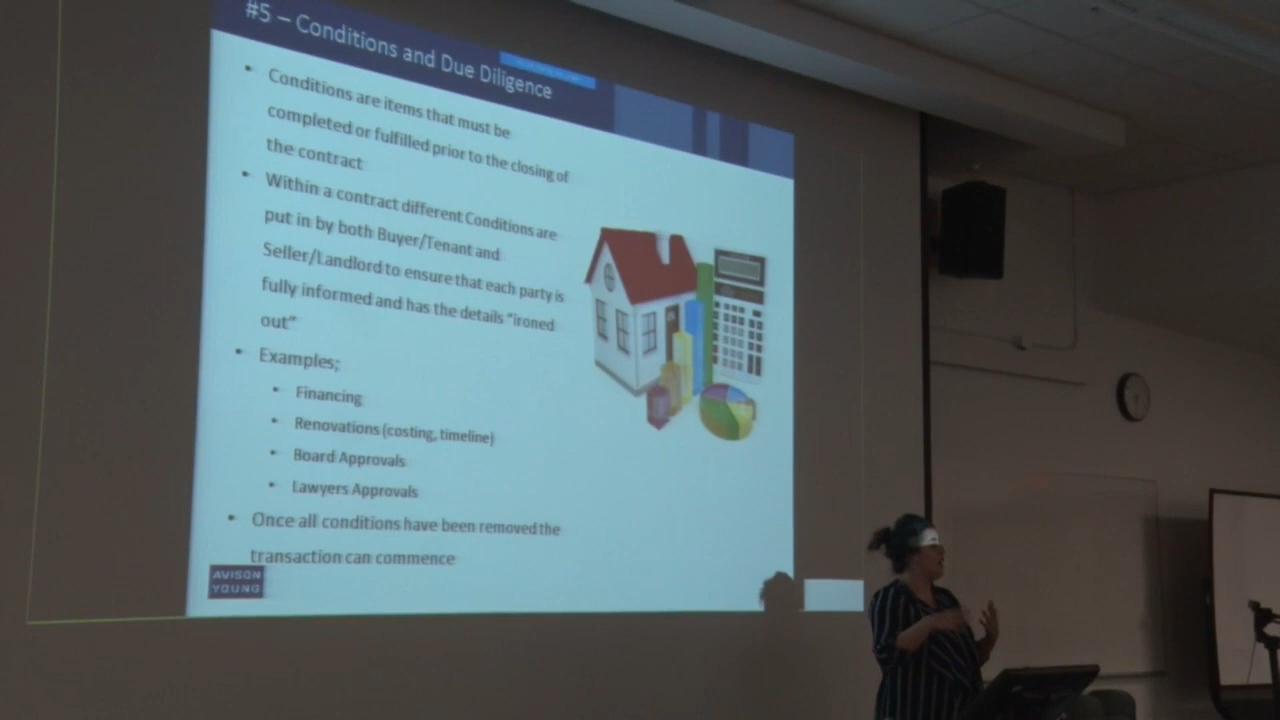 #5 – Conditions and Due Diligence
• Conditions are items that must be
completed or fulfilled prior to the closing of
the contract
• Within a contract different Conditions are
put in by both Buyer/Tenant and
Seller/Landlord to ensure that each party is
fully informed and has the details "ironed
out"
• Examples;
• Financing
• Renovations (costing, timeline)
• Board Approvals
• Lawyers Approvals
• Once all conditions have been removed the
transaction can commence
AVISON
YOUNG